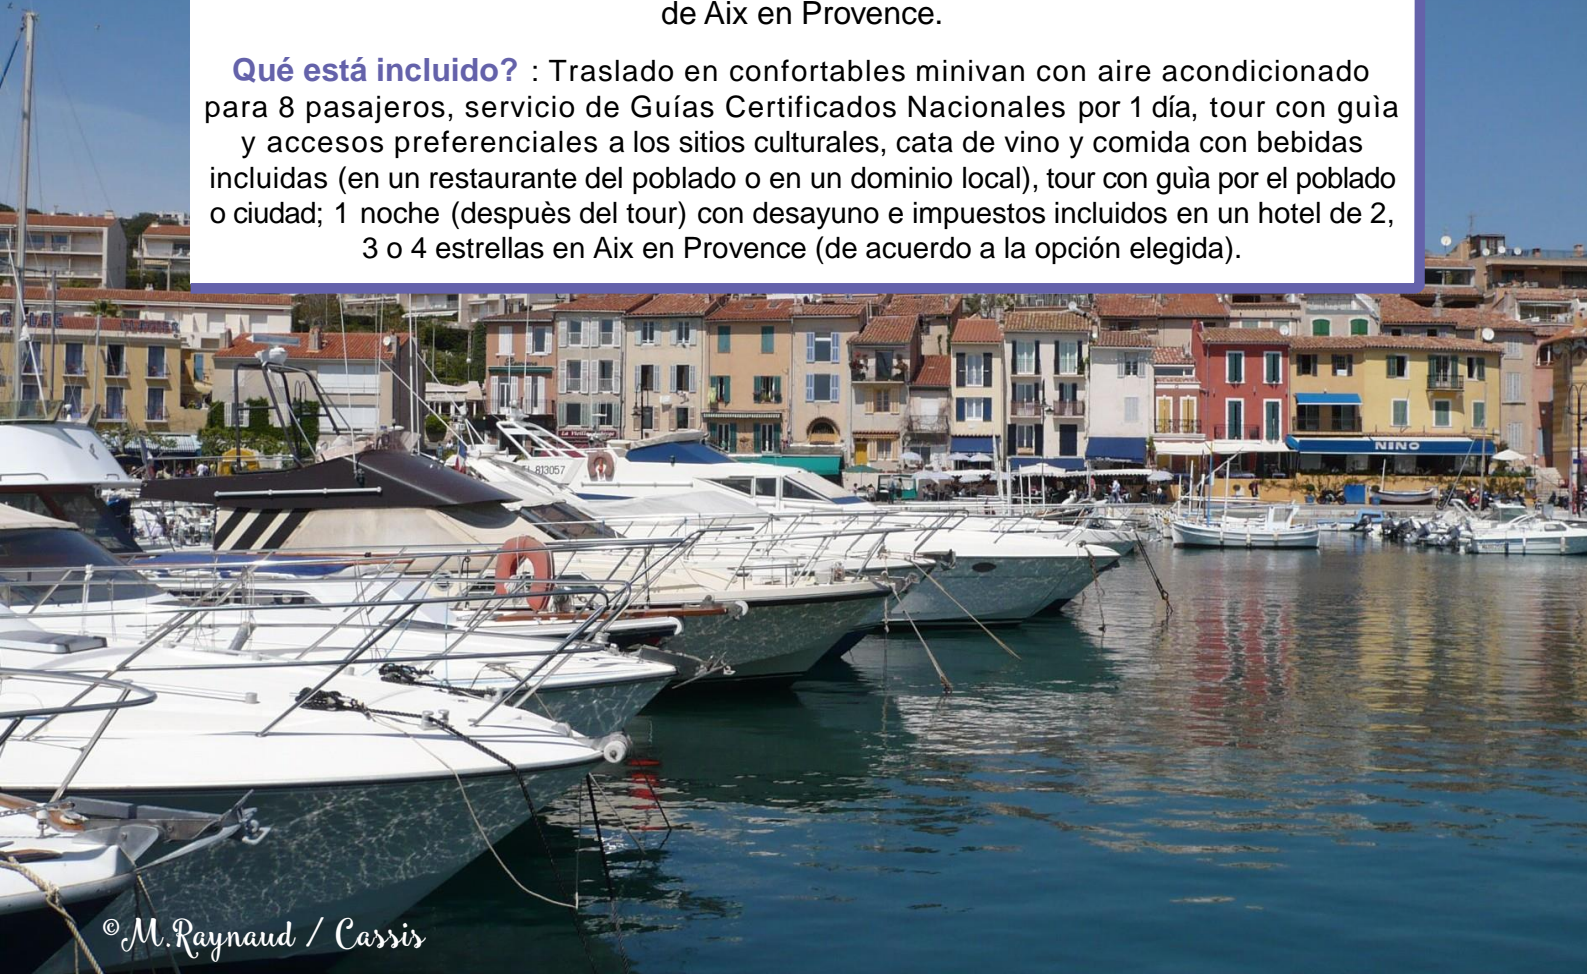 de Aix en Provence.
Qué está incluido? : Traslado en confortables minivan con aire acondicionado
para 8 pasajeros, servicio de Guías Certificados Nacionales por 1 día, tour con guìa
y accesos preferenciales a los sitios culturales, cata de vino y comida con bebidas
incluidas (en un restaurante del poblado o en un dominio local), tour con guìa por el poblado
o ciudad; 1 noche (despuès del tour) con desayuno e impuestos incluidos en un hotel de 2,
3 o 4 estrellas en Aix en Provence (de acuerdo a la opción elegida).
NINO
813057
©M.Raynaud / Cassis